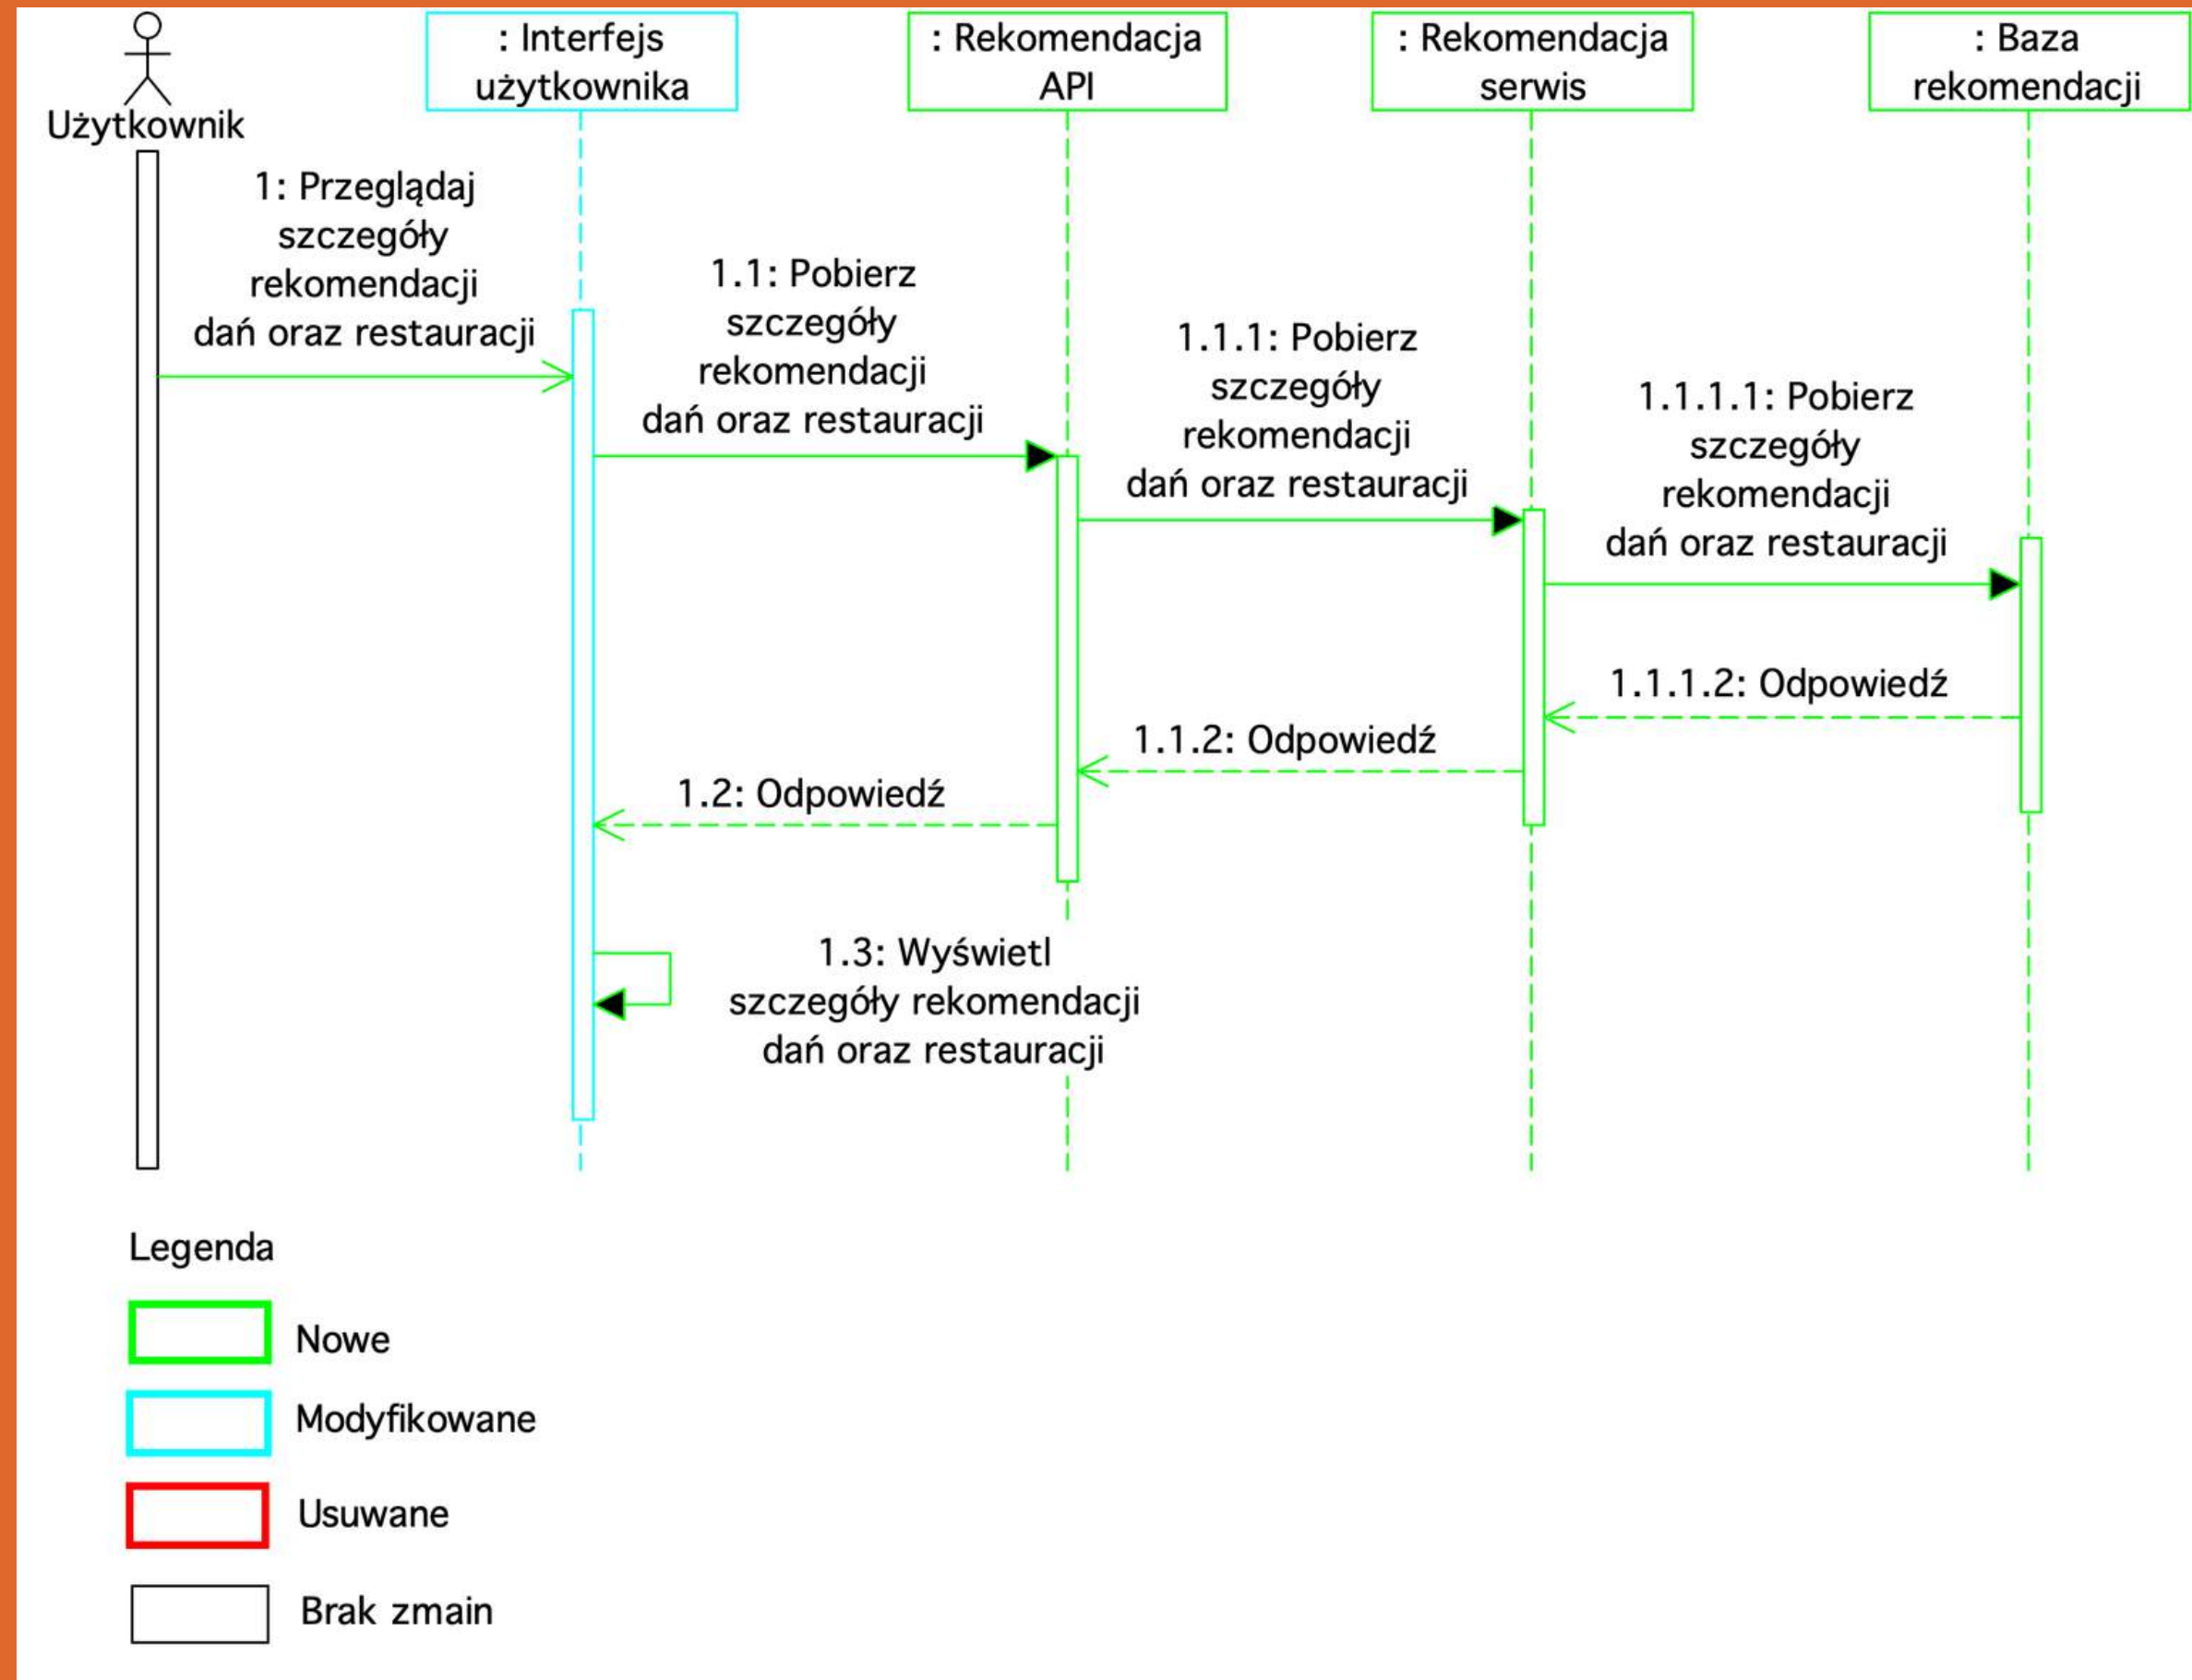 Użytkownik
: Interfejs
użytkownika
: Rekomendacja
API
: Rekomendacja
serwis
: Baza
rekomendacji
1: Przeglądaj
szczegóły
rekomendacji
dań oraz restauracji
1.1: Pobierz
szczegóły
rekomendacji
dań oraz restauracji
1.1.1: Pobierz
szczegóły
rekomendacji
dań oraz restauracji
1.1.1.1: Pobierz
szczegóły
rekomendacji
dań oraz restauracji
1.1.1.2: Odpowiedź
1.1.2: Odpowiedź
1.2: Odpowiedź
1.3: Wyświetl
szczegóły rekomendacji
dań oraz restauracji
Legenda
Nowe
Modyfikowane
Usuwane
Brak zmain